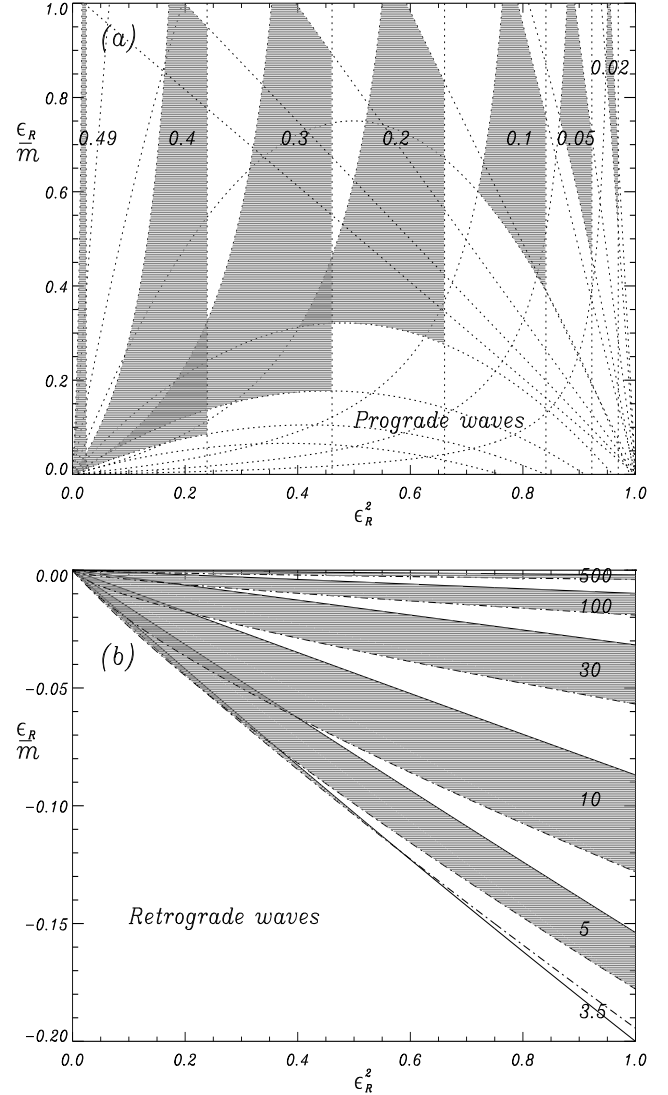 1.0
(a)
0.02
0.8
ϵ_R
m
0.49 0.4 0.3 0.2 0.1 0.05
0.6
0.4
0.2
Prograde waves
0.0
0.0 0.2 0.4 0.6 0.8 1.0
ϵ_R^2
0.00
500
100
(b)
30
−0.05
ϵ_R
m
10
−0.10
Retrograde waves
5
−0.15
3.5
−0.20
0.0 0.2 0.4 0.6 0.8 1.0
ϵ_R^2